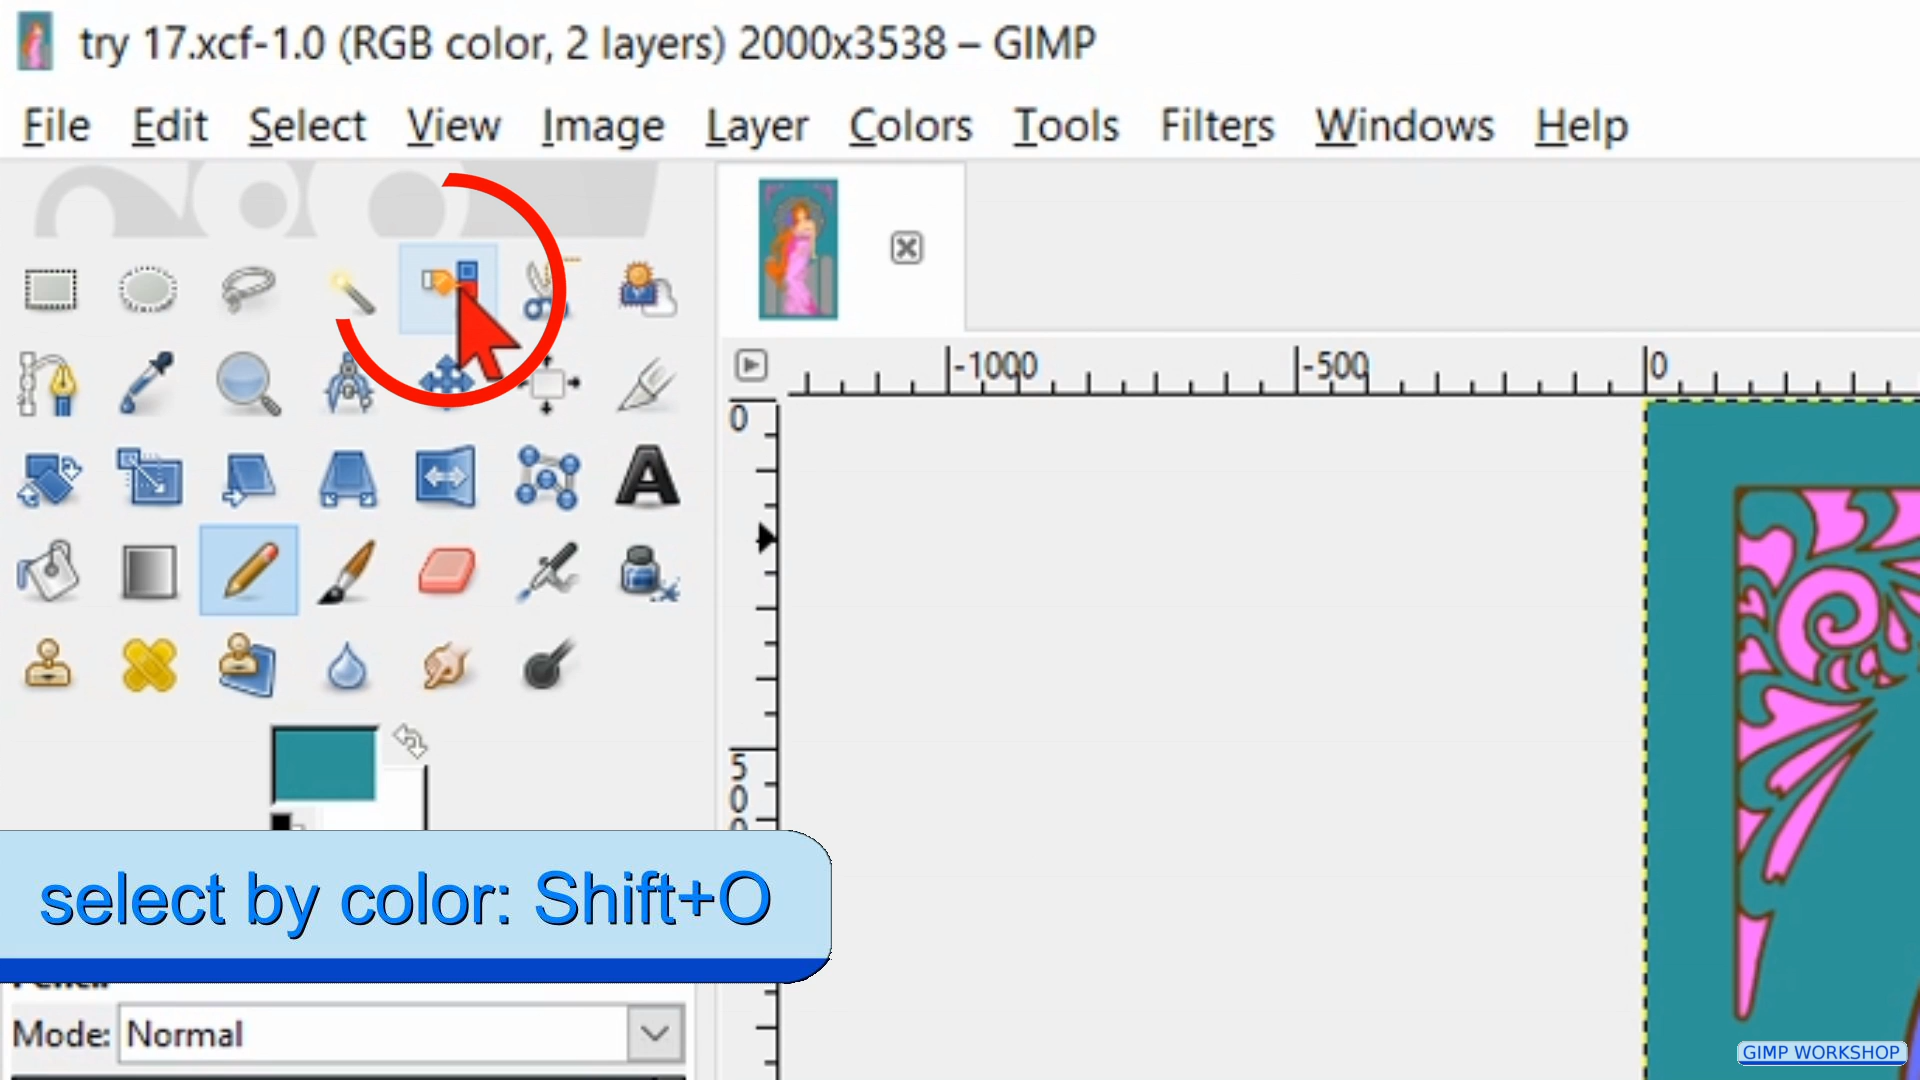 try 17.xcf-1.0 (RGB color, 2 layers) 2000x3538 – GIMP
File Edit Select View Image Layer Colors Tools Filters Windows Help
-1000 -500 0
0
500
select by color: Shift+O
Pencil
Mode: Normal
GIMP WORKSHOP